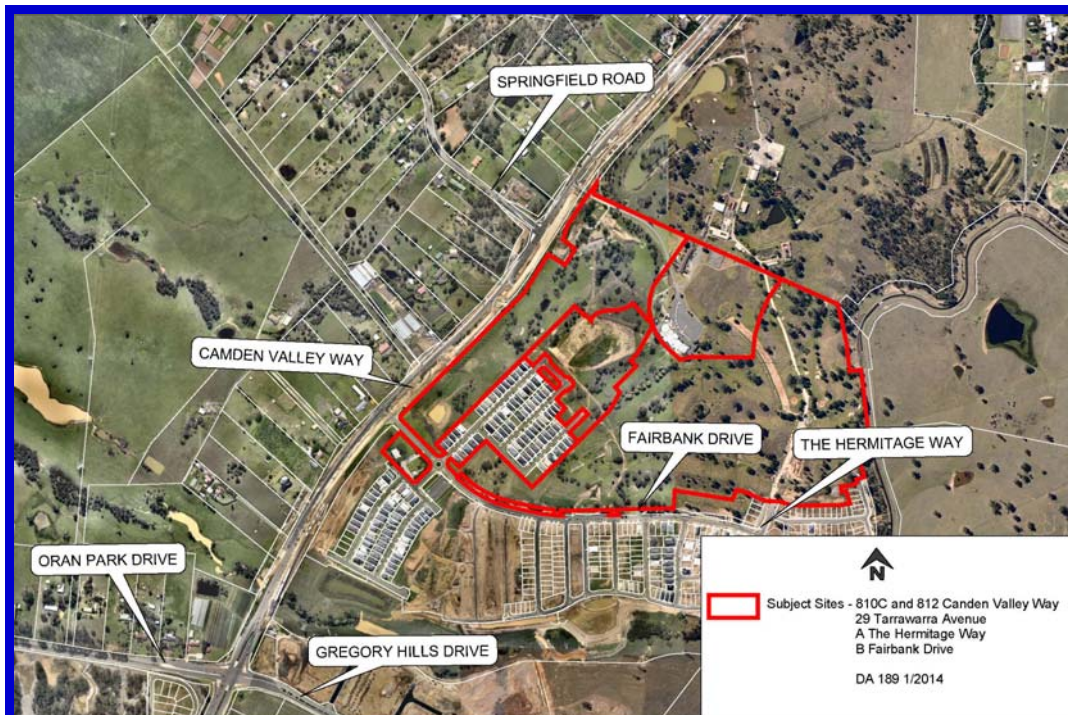 SPRINGFIELD ROAD
CAMDEN VALLEY WAY
FAIRBANK DRIVE
THE HERMITAGE WAY
ORAN PARK DRIVE
GREGORY HILLS DRIVE
N
Subject Sites - 810C and 812 Canden Valley Way
29 Tarrawarra Avenue
A The Hermitage Way
B Fairbank Drive
DA 189 1/2014